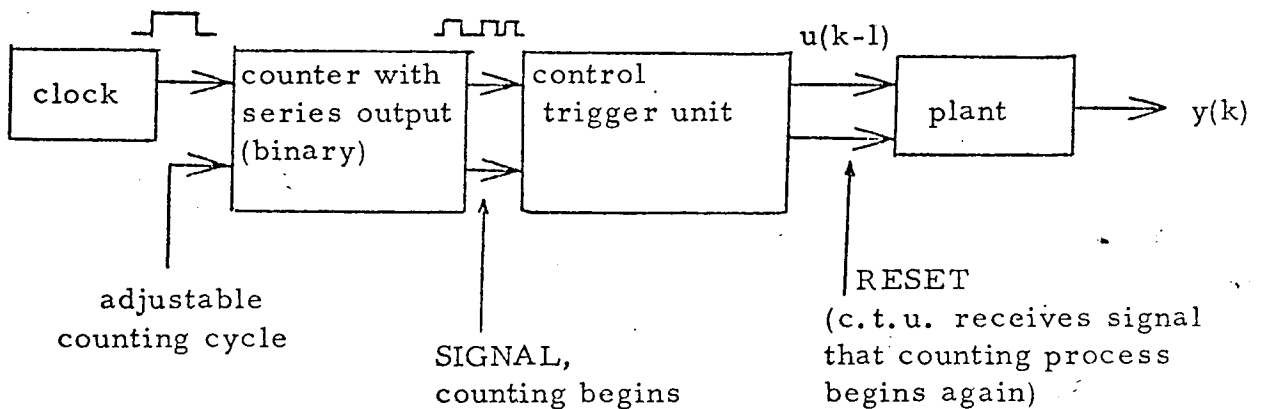 u(k-1)
clock
counter with
series output
(binary)
control
trigger unit
plant
y(k)
adjustable
counting cycle
SIGNAL,
counting begins
RESET
(c.t.u. receives signal
that counting process
begins again)